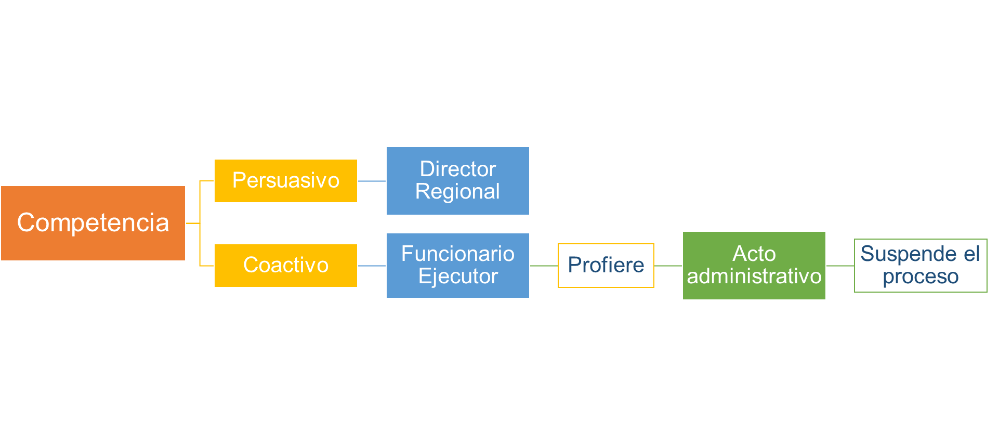 Competencia
Persuasivo
Director
Regional
Coactivo
Funcionario
Ejecutor
Profiere
Acto
administrativo
Suspende el
proceso